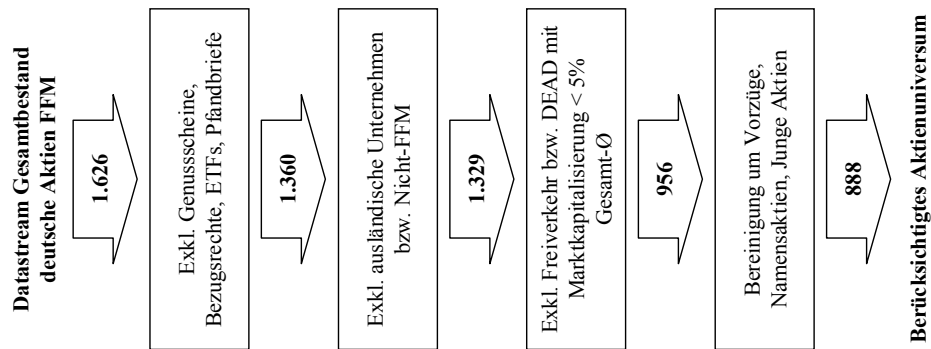 Datastream Gesamtbestand
deutsche Aktien FFM
1.626
Exkl. Genussscheine,
Bezugsrechte, ETFs, Pfandbriefe
1.360
Exkl. ausländische Unternehmen
bzw. Nicht-FFM
1.329
Exkl. Freiverkehr bzw. DEAD mit
Marktkapitalisierung < 5%
Gesamt-Ø
956
Bereinigung um Vorzüge,
Namensaktien, Junge Aktien
888
Berücksichtigtes Aktienuniversum